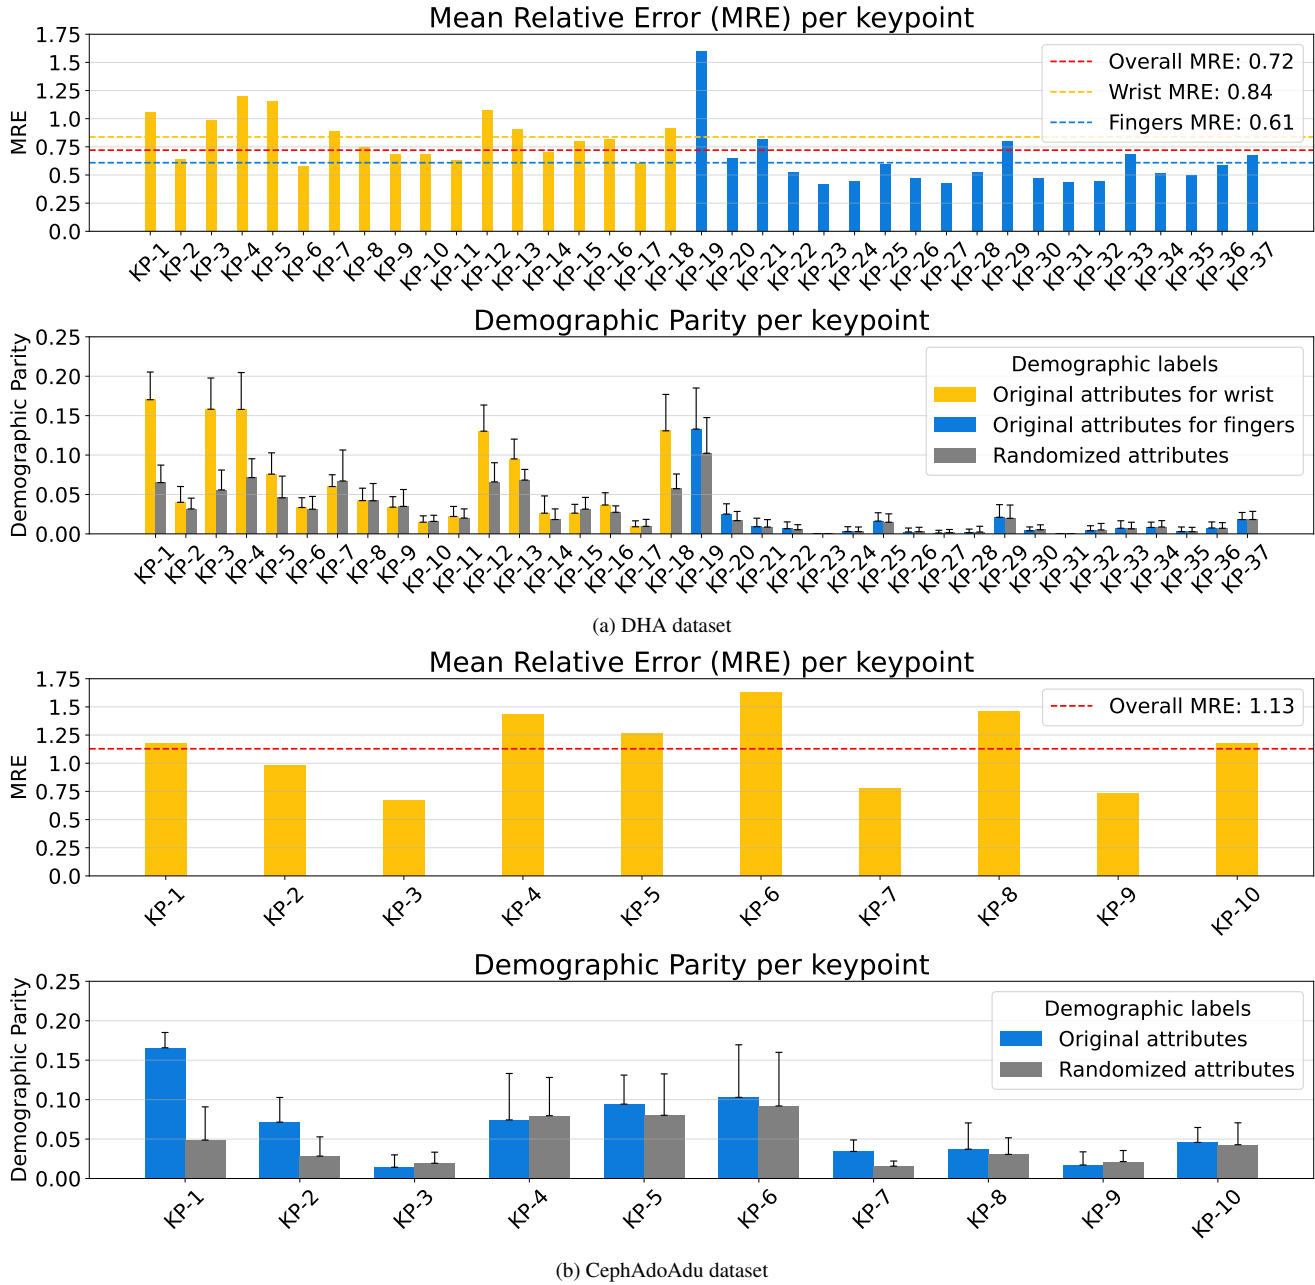 Mean Relative Error (MRE) per keypoint
1.75
1.5
1.25
1.0
0.75
0.5
0.25
0.0
MRE
Overall MRE: 0.72
Wrist MRE: 0.84
Fingers MRE: 0.61
KP-1 KP-2 KP-3 KP-4 KP-5 KP-6 KP-7 KP-8 KP-9 KP-10 KP-11 KP-12 KP-13 KP-14 KP-15 KP-16 KP-17 KP-18 KP-19 KP-20 KP-21 KP-22 KP-23 KP-24 KP-25 KP-26 KP-27 KP-28 KP-29 KP-30 KP-31 KP-32 KP-33 KP-34 KP-35 KP-36 KP-37
Demographic Parity per keypoint
0.25
0.20
0.15
0.10
0.05
0.00
Demographic Parity
Demographic labels
Original attributes for wrist
Original attributes for fingers
Randomized attributes
KP-1 KP-2 KP-3 KP-4 KP-5 KP-6 KP-7 KP-8 KP-9 KP-10 KP-11 KP-12 KP-13 KP-14 KP-15 KP-16 KP-17 KP-18 KP-19 KP-20 KP-21 KP-22 KP-23 KP-24 KP-25 KP-26 KP-27 KP-28 KP-29 KP-30 KP-31 KP-32 KP-33 KP-34 KP-35 KP-36 KP-37
(a) DHA dataset
Mean Relative Error (MRE) per keypoint
1.75
1.5
1.25
1.0
0.75
0.5
0.25
0.0
MRE
Overall MRE: 1.13
KP-1 KP-2 KP-3 KP-4 KP-5 KP-6 KP-7 KP-8 KP-9 KP-10
Demographic Parity per keypoint
0.25
0.20
0.15
0.10
0.05
0.00
Demographic Parity
Demographic labels
Original attributes
Randomized attributes
KP-1 KP-2 KP-3 KP-4 KP-5 KP-6 KP-7 KP-8 KP-9 KP-10
(b) CephAdoAdu dataset